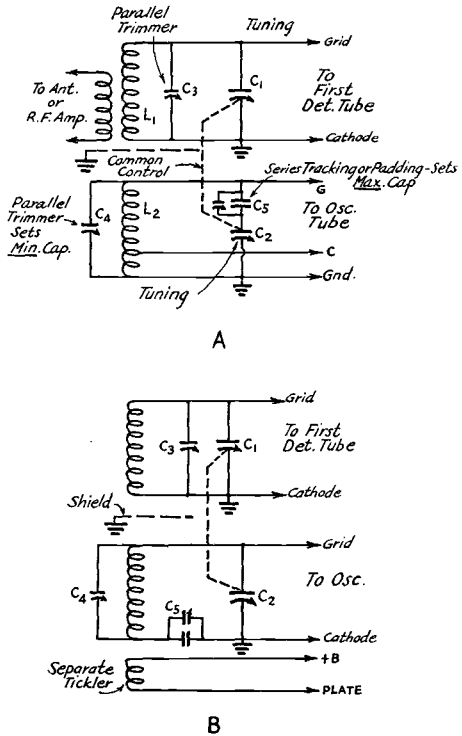 Parallel
Trimmer
Tuning
Grid
To Ant.
or
R.F. Amp.
L1
C3
C1
To
First
Det. Tube
Cathode
Common
Control
Series Tracking or Padding-Sets
Max. Cap
G
Parallel
Trimmer
Sets
Min. Cap.
C4
L2
C5
C2
To Osc.
Tube
C
Tuning
Gnd.
A
Grid
C3
C1
To First
Det. Tube
Shield
Cathode
Grid
C4
C5
C2
To Osc.
Cathode
Separate
Tickler
+B
PLATE
B